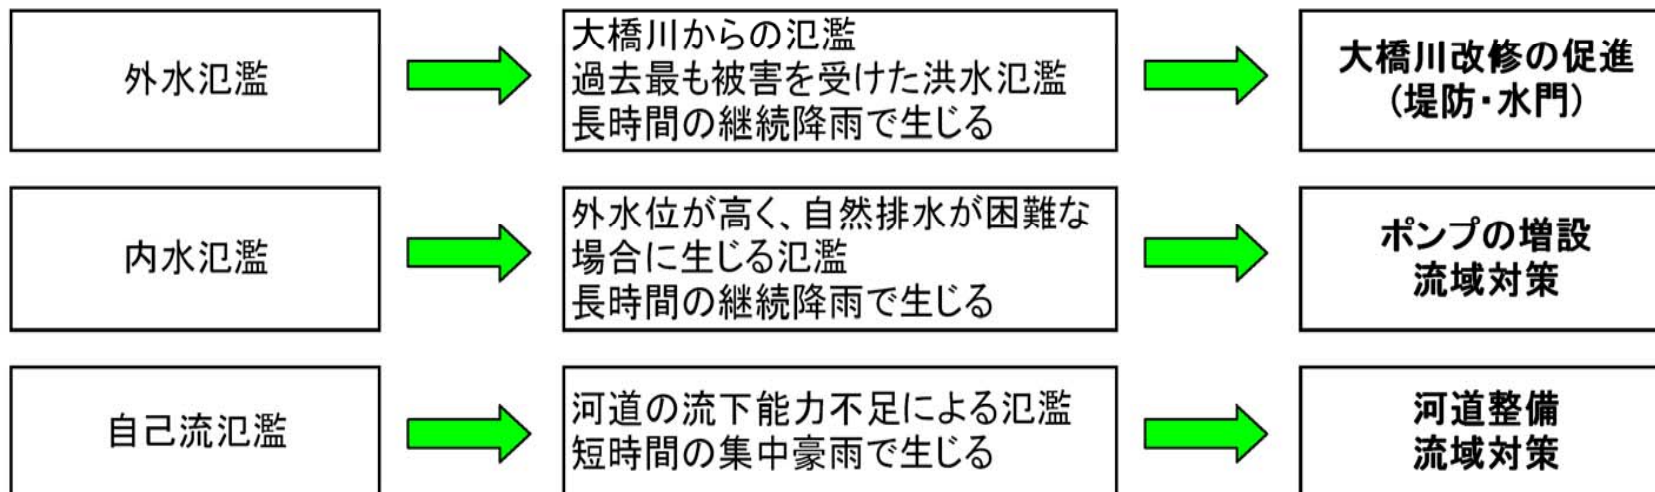 外水氾濫
大橋川からの氾濫
過去最も被害を受けた洪水氾濫
長時間の継続降雨で生じる
大橋川改修の促進
(堤防・水門)
内水氾濫
外水位が高く、自然排水が困難な
場合に生じる氾濫
長時間の継続降雨で生じる
ポンプの増設
流域対策
自己流氾濫
河道の流下能力不足による氾濫
短時間の集中豪雨で生じる
河道整備
流域対策